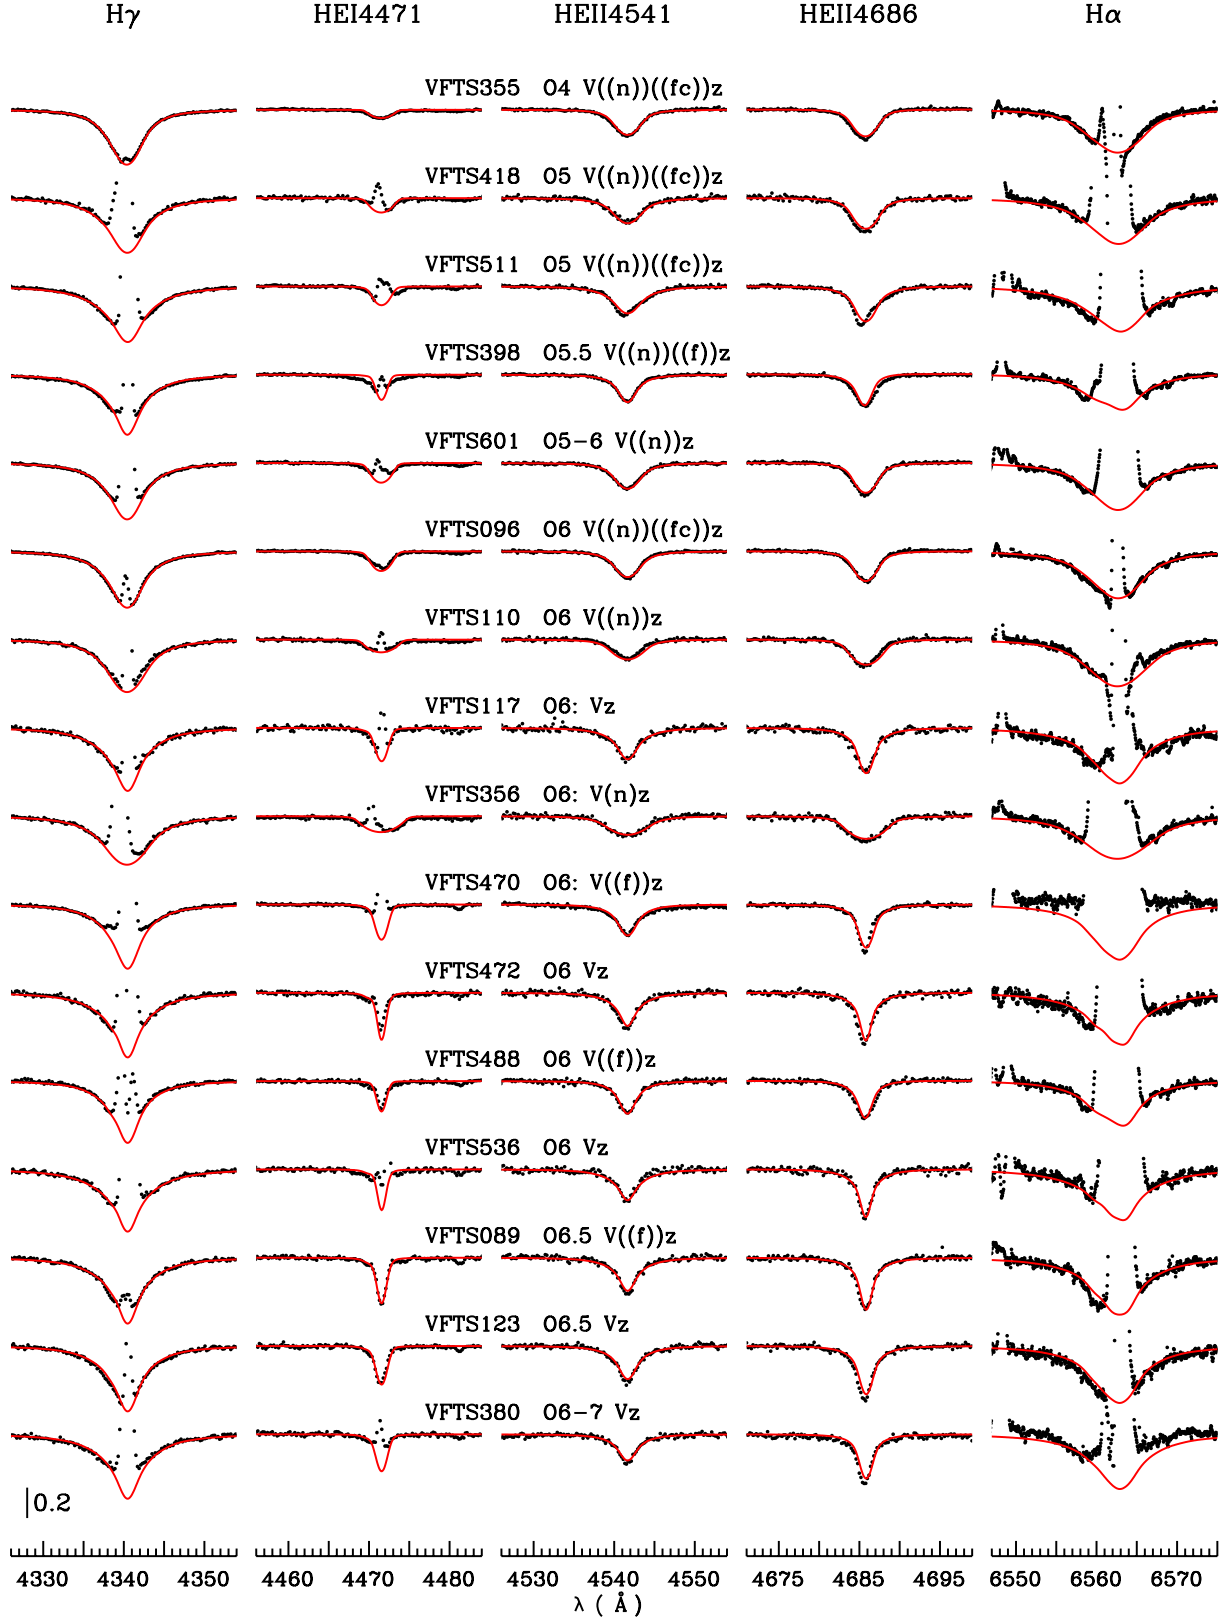 Hγ HEI4471 HEII4541 HEII4686 Hα
VFTS355 O4 V((n))((fc))z
VFTS418 O5 V((n))((fc))z
VFTS511 O5 V((n))((fc))z
VFTS398 O5.5 V((n))((f))z
VFTS601 O5-6 V((n))z
VFTS096 O6 V((n))((fc))z
VFTS110 O6 V((n))z
VFTS117 O6: Vz
VFTS356 O6: V(n)z
VFTS470 O6: V((f))z
VFTS472 O6 Vz
VFTS488 O6 V((f))z
VFTS536 O6 Vz
VFTS089 O6.5 V((f))z
VFTS123 O6.5 Vz
VFTS380 O6-7 Vz
0.2
4330 4340 4350 4460 4470 4480 4530 4540 4550 4675 4685 4695 6550 6560 6570
λ ( Å )